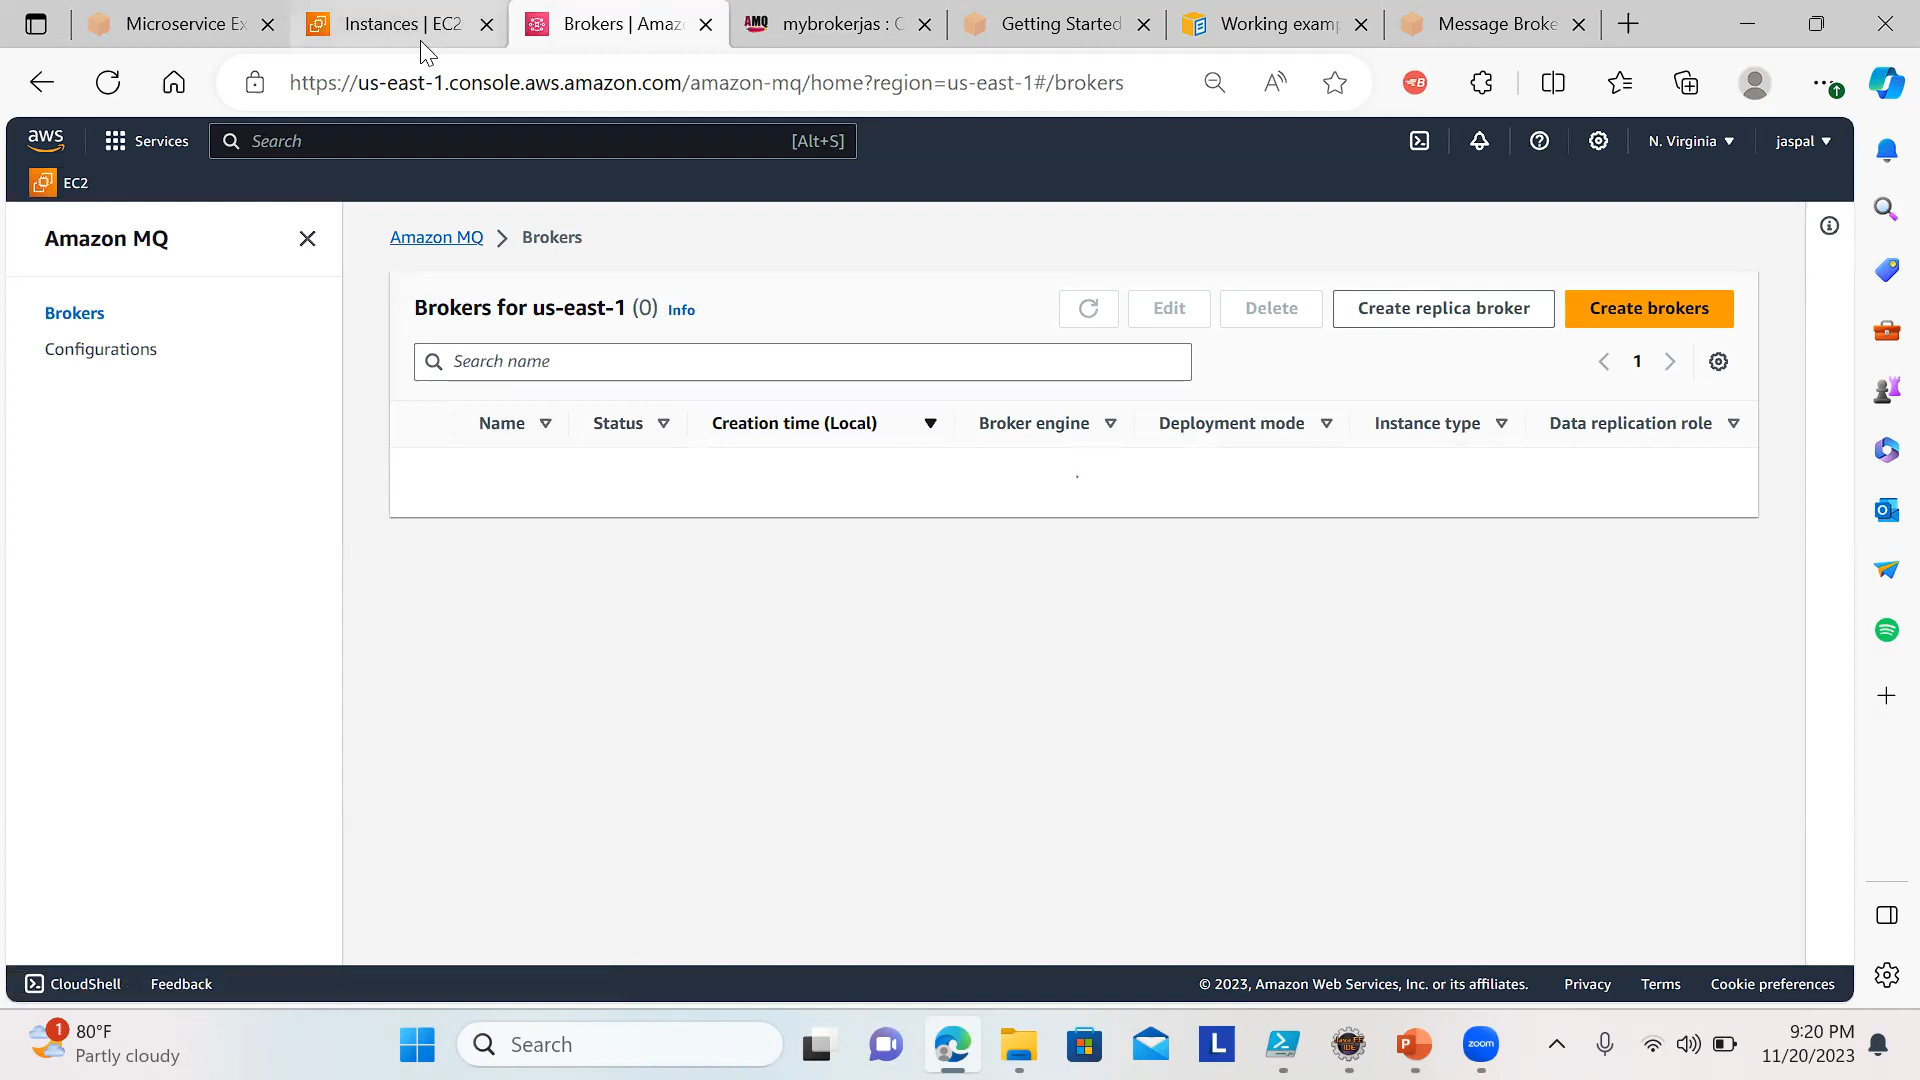 Microservice Ex
Instances | EC2
Brokers | Amaz
AMQ
mybrokerjas : C
Getting Started
Working examp
Message Broke
https://us-east-1.console.aws.amazon.com/amazon-mq/home?region=us-east-1#/brokers
aws
Services
Search
[Alt+S]
N. Virginia
jaspal
EC2
Amazon MQ
Brokers
Configurations
Amazon MQ
Brokers
Brokers for us-east-1 (0) Info
Edit
Delete
Create replica broker
Create brokers
Search name
1
Name
Status
Creation time (Local)
Broker engine
Deployment mode
Instance type
Data replication role
CloudShell
Feedback
© 2023, Amazon Web Services, Inc. or its affiliates.
Privacy
Terms
Cookie preferences
1
80°F
Partly cloudy
Search
L
P
zoom
9:20 PM
11/20/2023